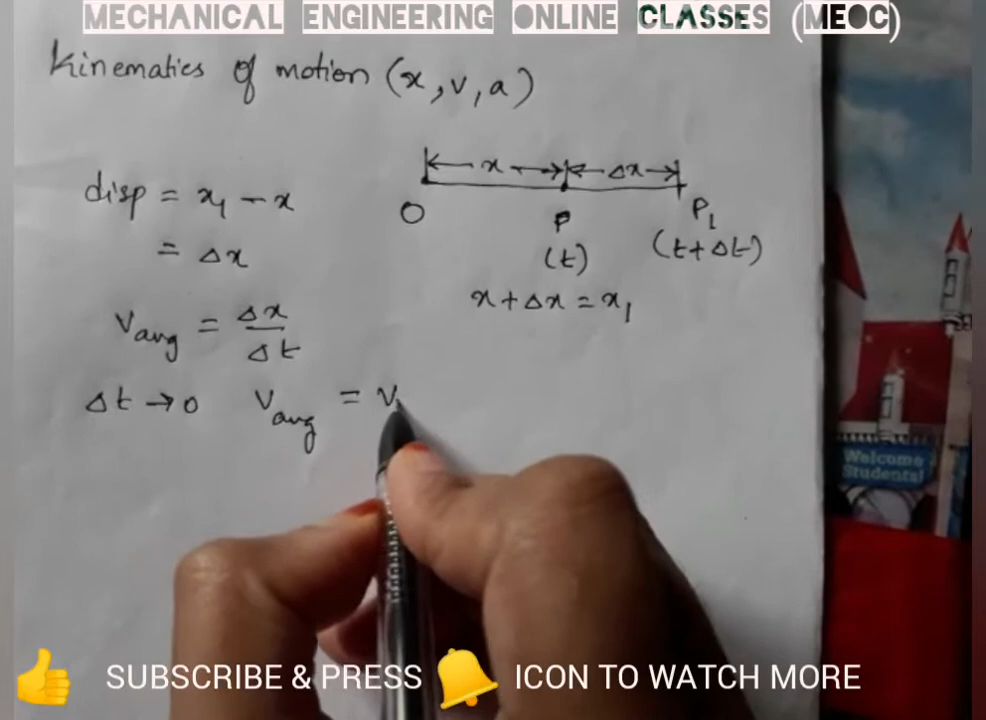 MECHANICAL ENGINEERING ONLINE CLASSES (MEOC)
Kinematics of motion (x, v, a)
x Δx
disp = x₁ - x
O P P₁
= Δx
(t) (t + Δt)
x + Δx = x₁
Vavg = Δx / Δt
Δt → 0 Vavg = V
Welcome
Students!
SUBSCRIBE & PRESS ICON TO WATCH MORE